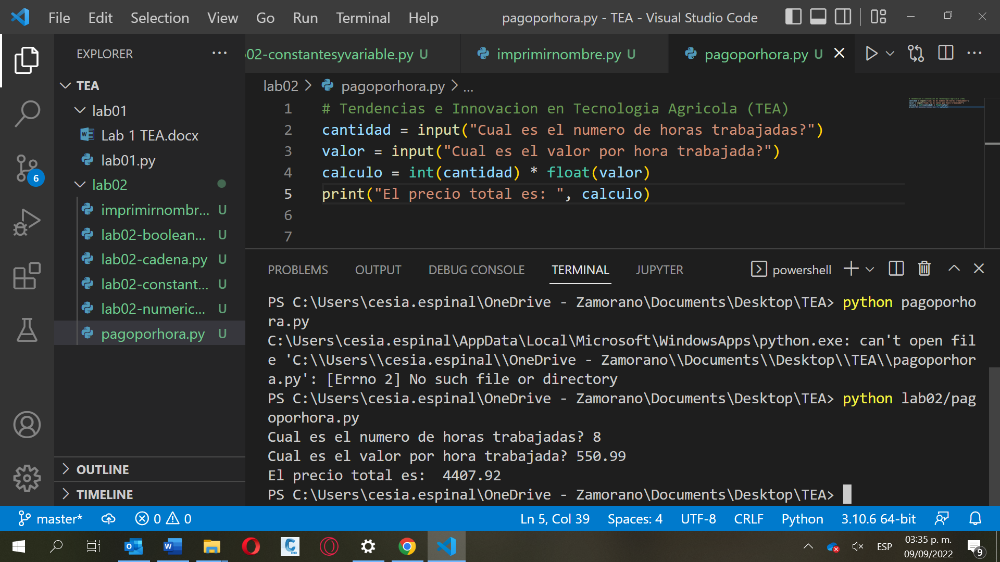 File Edit Selection View Go Run Terminal Help
pagoporhora.py - TEA - Visual Studio Code
EXPLORER
02-constantesyvariable.py U
imprimirnombre.py U
pagoporhora.py U
TEA
lab01
Lab 1 TEA.docx
lab01.py
lab02
imprimirnombr... U
lab02-boolean... U
lab02-cadena.py U
lab02-constant... U
lab02-numeric... U
pagoporhora.py U
OUTLINE
TIMELINE
6
lab02 > pagoporhora.py > ...
1 # Tendencias e Innovacion en Tecnologia Agricola (TEA)
2 cantidad = input("Cual es el numero de horas trabajadas?")
3 valor = input("Cual es el valor por hora trabajada?")
4 calculo = int(cantidad) * float(valor)
5 print("El precio total es: ", calculo)
6
7
PROBLEMS OUTPUT DEBUG CONSOLE TERMINAL JUPYTER
powershell
PS C:\Users\cesia.espinal\OneDrive - Zamorano\Documents\Desktop\TEA> python pagoporho
ra.py
C:\Users\cesia.espinal\AppData\Local\Microsoft\WindowsApps\python.exe: can't open fil
e 'C:\\Users\\cesia.espinal\\OneDrive - Zamorano\\Documents\\Desktop\\TEA\\pagoporhor
a.py': [Errno 2] No such file or directory
PS C:\Users\cesia.espinal\OneDrive - Zamorano\Documents\Desktop\TEA> python lab02/pag
oporhora.py
Cual es el numero de horas trabajadas? 8
Cual es el valor por hora trabajada? 550.99
El precio total es:  4407.92
PS C:\Users\cesia.espinal\OneDrive - Zamorano\Documents\Desktop\TEA>
master* 0 0
Ln 5, Col 39 Spaces: 4 UTF-8 CRLF Python 3.10.6 64-bit
ESP
03:35 p. m.
09/09/2022
9